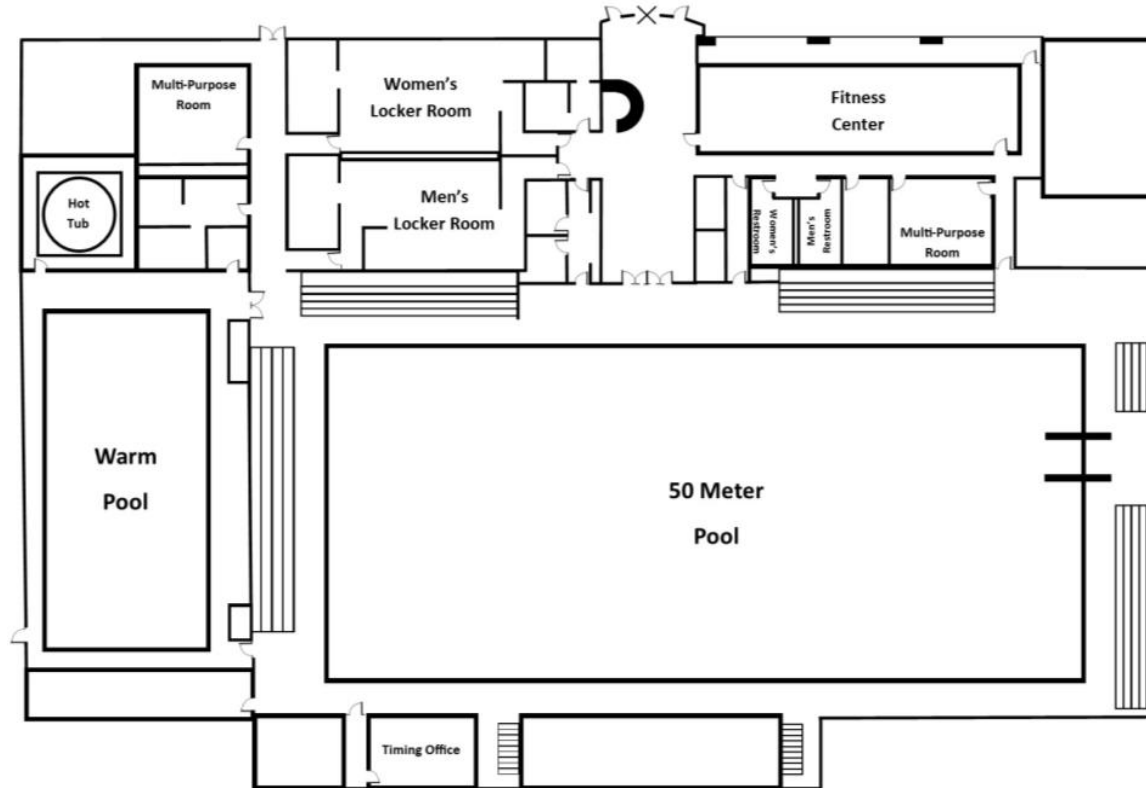 Multi-Purpose
Room
Women's
Locker Room
Fitness
Center
Hot
Tub
Men's
Locker Room
Women's
Restroom
Men's
Restroom
Multi-Purpose
Room
Warm
Pool
50 Meter
Pool
Timing Office